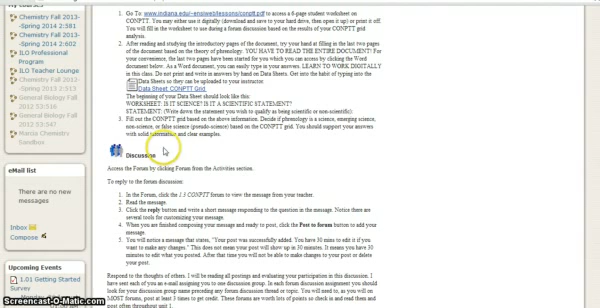 My courses
Chemistry Fall 2013-
-Spring 2014 2:581
Chemistry Fall 2013-
-Spring 2014 7:602
ILO Professional
Program
ILG Teacher Lounge
Chemistry Fall 2012
-Spring 2013 3:513
General Biology Fall
2012 53:516
General Biology Fall
2012 53:547
Marcia Chemistry
Sandbox
eMail list
There are no new
messages
Inbox
Compose
Upcoming Events
1.01 Getting Started
Survey
Monday, 2 May
1. Go To: www.indiana.edu/~ensiweb/lessons/conptt.pdf to access a 6-page student worksheet on
CONPTT. You may either use it digitally (download and save to your hard drive, then open it up) or print it off.
You will fill in the worksheet to use during a forum discussion based on the results of your CONPTT grid
analysis.
2. After reading and studying the introductory pages of the document, try your hand at filling in the last two pages
of the document based on the theory of phrenology. YOU HAVE TO READ THE ENTIRE DOCUMENT! For
your convenience, the last two pages have been started for you which you can access by clicking the Word
document below. As a Word document, you can easily type in your answers. LEARN TO WORK DIGITALLY
in this class. Do not print and write in answers by hand on Data Sheets. Get into the habit of typing into the
Data Sheets so they can be uploaded to your instructor.
Data Sheet CONPTT Grid
The beginning of your Data Sheet should look like this:
WORKSHEET: IS IT SCIENCE? IS IT A SCIENTIFIC STATEMENT?
STATEMENT: (Write down the statement you wish to qualify as being scientific or non-scientific).
3. Fill out the CONPTT grid based on the above information. Decide if phrenology is a science, emerging science,
non-science, or false science (pseudo-science) based on the CONPTT grid. You should support your answers
with solid information and clear examples.
Discussion
Access the Forum by clicking Forum from the Activities section.
To reply to the forum discussion:
1. In the Forum, click the 1.5 CONPTT forum to view the message from your teacher.
2. Read the message.
3. Click the reply button and write a short message responding to the question in the message. Notice there are
several tools for customizing your message.
4. When you are finished composing your message and ready to post, click the Post to forum button to add your
message.
5. You will notice a message that states, "Your post was successfully added. You have 30 mins to edit it if you
want to make any changes." This does not mean your post will show up in 30 minutes. It means you have 30
minutes to edit what you posted. After that time you will not be able to make changes to your post or delete
your post.
Respond to the thoughts of others. I will be reading all postings and evaluating your participation in this discussion. I
have sent each of you an e-mail assigning you to use discussion group. In each forum discussion assignment you should
look for your discussion group name preceding any forum discussion thread or topic. You will need to, as you will on
MOST forums, post at least 3 times to get credit. These forums are worth lots of points so check in and read them and
post often throughout unit 1.
Screencast-O-Matic.com